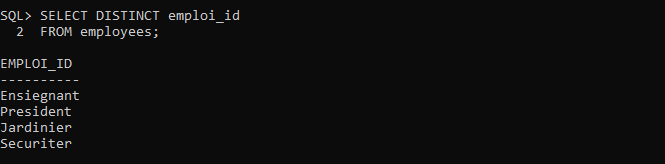 SQL> SELECT DISTINCT emploi_id
  2  FROM employees;
EMPLOI_ID
----------
Ensiegnant
President
Jardinier
Securiter